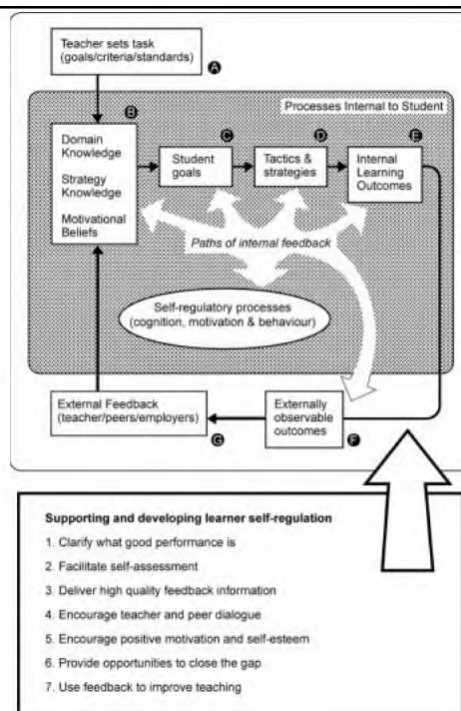 Teacher sets task
(goals/criteria/standards)
A
Processes Internal to Student
B
Domain
Knowledge
Strategy
Knowledge
Motivational
Beliefs
C
Student
goals
D
Tactics &
strategies
E
Internal
Learning
Outcomes
Paths of internal feedback
Self-regulatory processes
(cognition, motivation & behaviour)
External Feedback
(teacher/peers/employers)
G
Externally
observable
outcomes
F
Supporting and developing learner self-regulation
1. Clarify what good performance is
2. Facilitate self-assessment
3. Deliver high quality feedback information
4. Encourage teacher and peer dialogue
5. Encourage positive motivation and self-esteem
6. Provide opportunities to close the gap
7. Use feedback to improve teaching